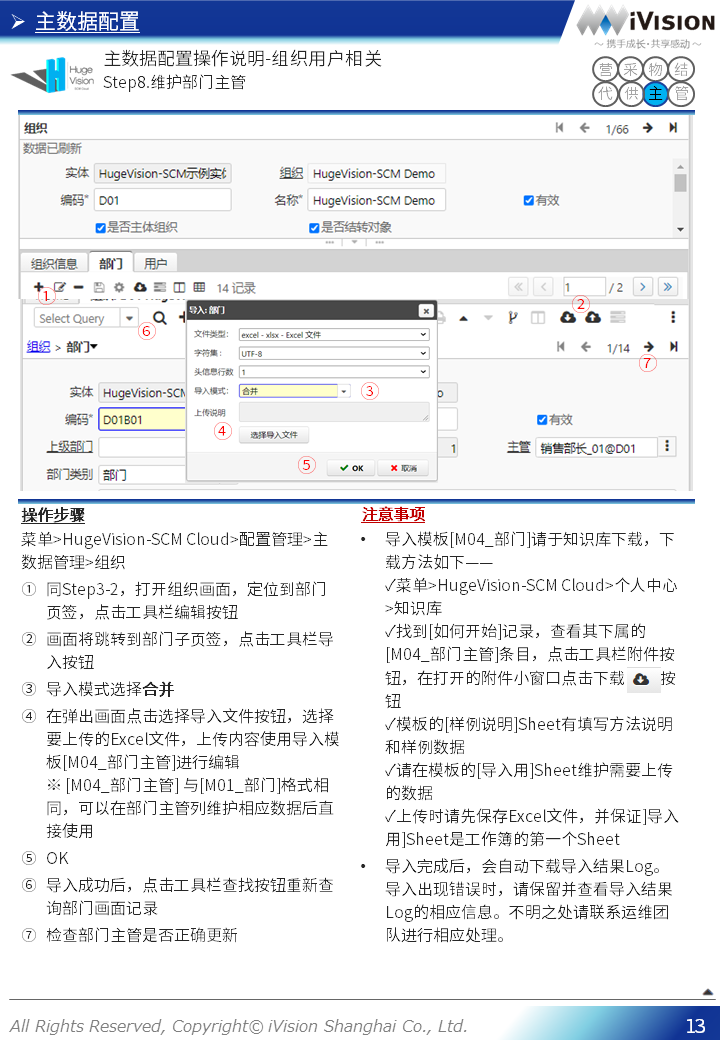 主数据配置
iVISION
～ 携手成长·共享感动 ～
Huge
Vision
主数据配置操作说明-组织用户相关
Step8.维护部门主管
营 采 物 结
代 供 主 管
组织
1/66
数据已刷新
实体 HugeVision-SCM示例实体 组织 HugeVision-SCM Demo
编码* D01 名称* HugeVision-SCM Demo 有效
是否主体组织 是否结转对象
组织信息 部门 用户
14 记录 1 / 2
① ②
Select Query ⑥
导入: 部门
组织 > 部门 1/14
⑦
文件类型: excel - xlsx - Excel 文件
字符集: UTF-8
头信息行数 1
导入模式: 合并 ③
上传说明
④ 选择导入文件
⑤ OK 取消
实体 HugeVision-SCM
编码* D01B01 有效
上级部门 1 主管 销售部长_01@D01
部门类别 部门
操作步骤
菜单>HugeVision-SCM Cloud>配置管理>主
数据管理>组织
① 同Step3-2，打开组织画面，定位到部门
页签，点击工具栏编辑按钮
② 画面将跳转到部门子页签，点击工具栏导
入按钮
③ 导入模式选择合并
④ 在弹出画面点击选择导入文件按钮，选择
要上传的Excel文件，上传内容使用导入模
板[M04_部门主管]进行编辑
※ [M04_部门主管] 与[M01_部门]格式相
同，可以在部门主管列维护相应数据后直
接使用
⑤ OK
⑥ 导入成功后，点击工具栏查找按钮重新查
询部门画面记录
⑦ 检查部门主管是否正确更新
注意事项
• 导入模板[M04_部门]请于知识库下载，下
载方法如下——
✓菜单>HugeVision-SCM Cloud>个人中心
>知识库
✓找到[如何开始]记录，查看其下属的
[M04_部门主管]条目，点击工具栏附件按
钮，在打开的附件小窗口点击下载 按
钮
✓模板的[样例说明]Sheet有填写方法说明
和样例数据
✓请在模板的[导入用]Sheet维护需要上传
的数据
✓上传时请先保存Excel文件，并保证]导入
用]Sheet是工作簿的第一个Sheet
• 导入完成后，会自动下载导入结果Log。
导入出现错误时，请保留并查看导入结果
Log的相应信息。不明之处请联系运维团
队进行相应处理。
All Rights Reserved, Copyright© iVision Shanghai Co., Ltd.
13